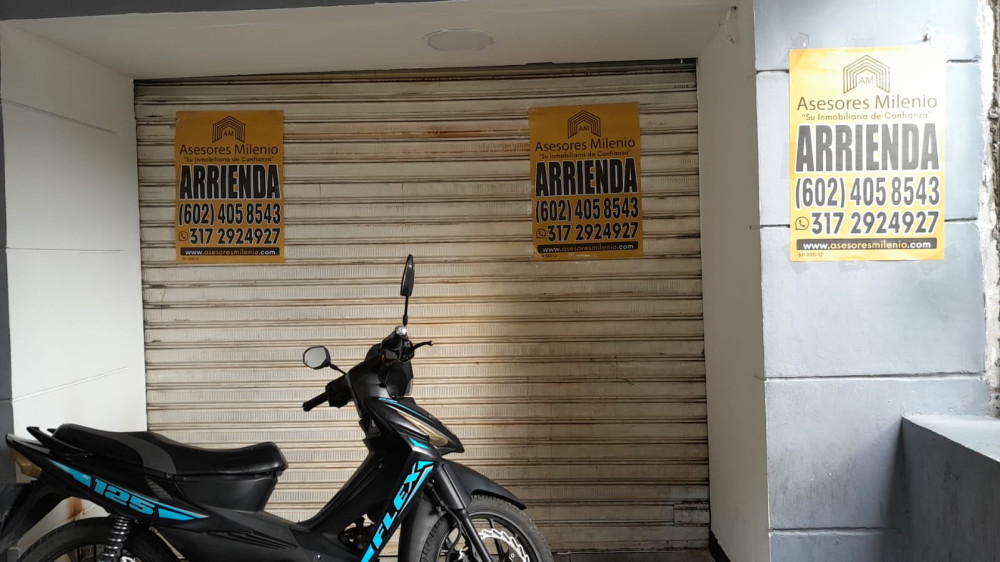 AM
Asesores Milenio
"Su Inmobiliaria de Confianza"
ARRIENDA
(602) 405 8543
317 2924927
www.asesoresmilenio.com
AM
Asesores Milenio
"Su Inmobiliaria de Confianza"
ARRIENDA
(602) 405 8543
317 2924927
www.asesoresmilenio.com
AM
Asesores Milenio
"Su Inmobiliaria de Confianza"
ARRIENDA
(602) 405 8543
317 2924927
www.asesoresmilenio.com
125
FLEX